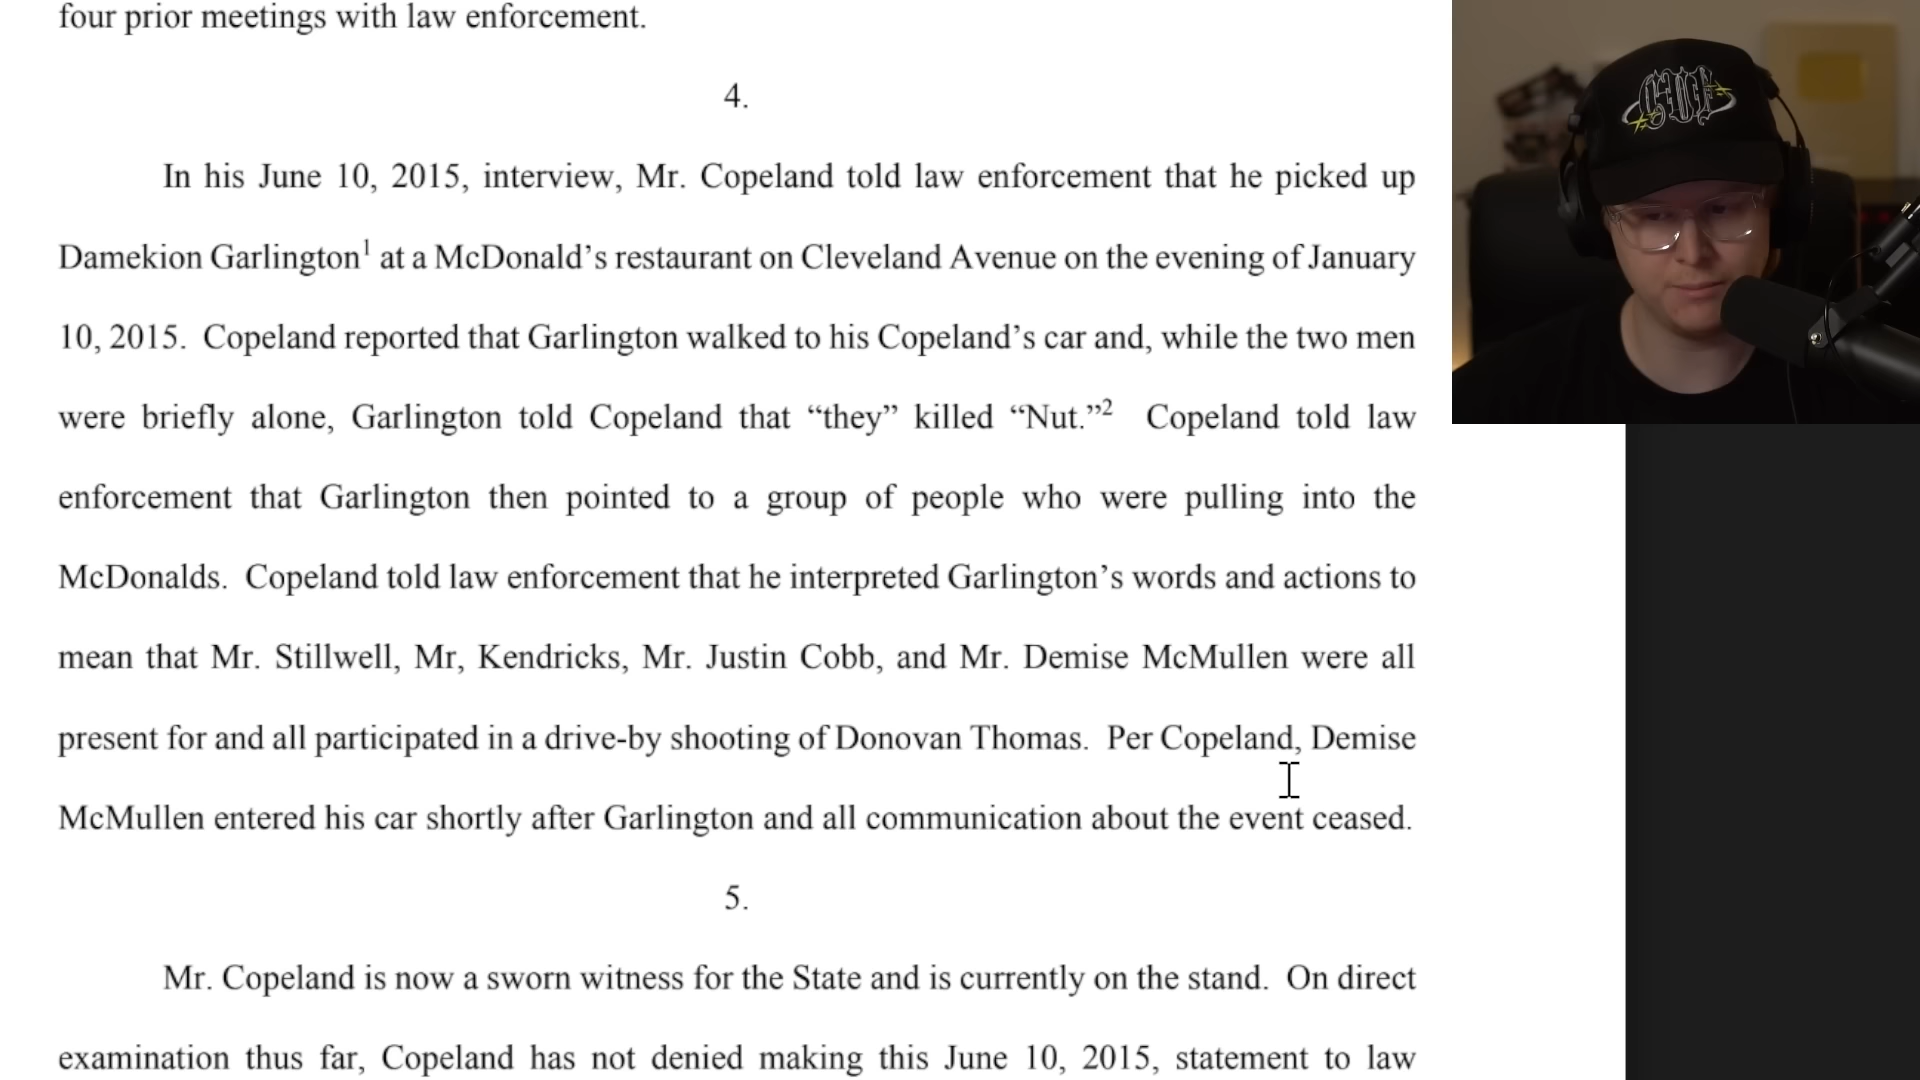 four prior meetings with law enforcement.
4.
In his June 10, 2015, interview, Mr. Copeland told law enforcement that he picked up
Damekion Garlington¹ at a McDonald’s restaurant on Cleveland Avenue on the evening of January
10, 2015.  Copeland reported that Garlington walked to his Copeland’s car and, while the two men
were briefly alone, Garlington told Copeland that “they” killed “Nut.”²  Copeland told law
enforcement that Garlington then pointed to a group of people who were pulling into the
McDonalds.  Copeland told law enforcement that he interpreted Garlington’s words and actions to
mean that Mr. Stillwell, Mr, Kendricks, Mr. Justin Cobb, and Mr. Demise McMullen were all
present for and all participated in a drive-by shooting of Donovan Thomas.  Per Copeland, Demise
McMullen entered his car shortly after Garlington and all communication about the event ceased.
5.
Mr. Copeland is now a sworn witness for the State and is currently on the stand.  On direct
examination thus far, Copeland has not denied making this June 10, 2015, statement to law